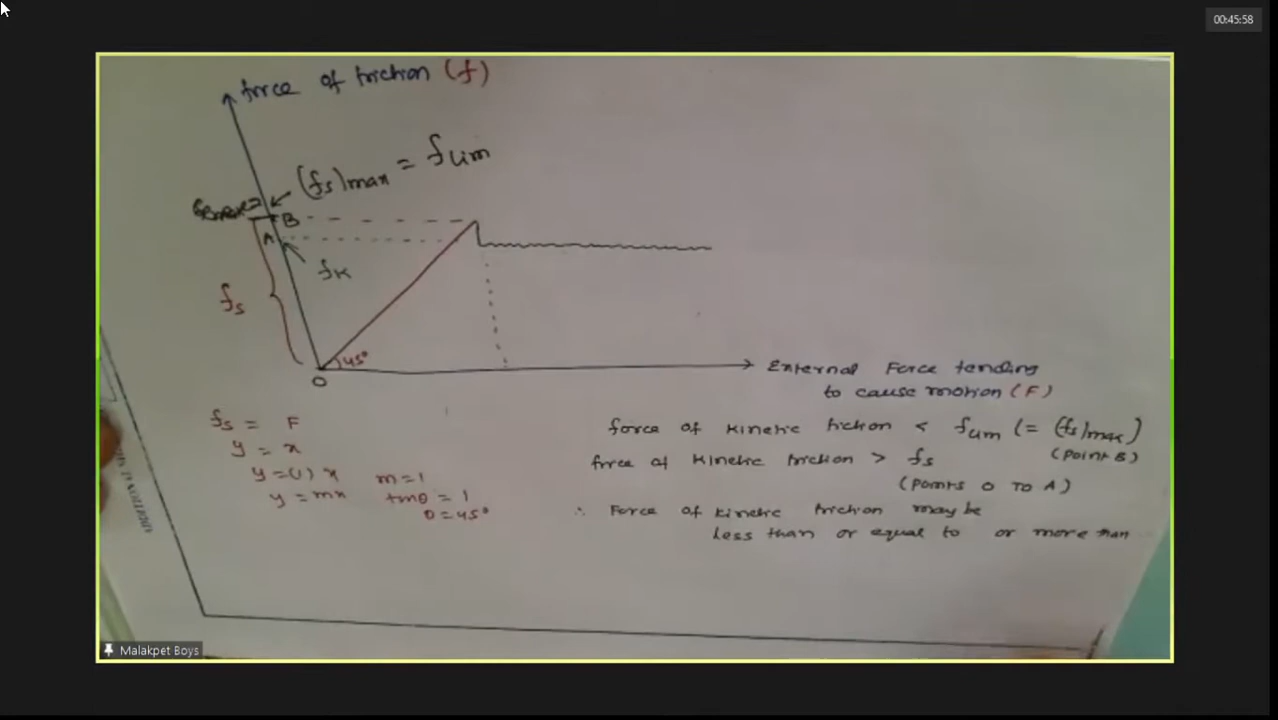 00:45:58
force of friction (f)
(fs)max = flim
B
A
fK
fs
45°
O
External Force tending
to cause motion (F)
fs = F
y = x
y = (1) x m = 1
y = mx tanθ = 1
θ = 45°
force of kinetic friction < flim (= (fs)max)
(point B)
force of kinetic friction > fs
(points O TO A)
∴ Force of kinetic friction may be
less than or equal to or more than
Malakpet Boys